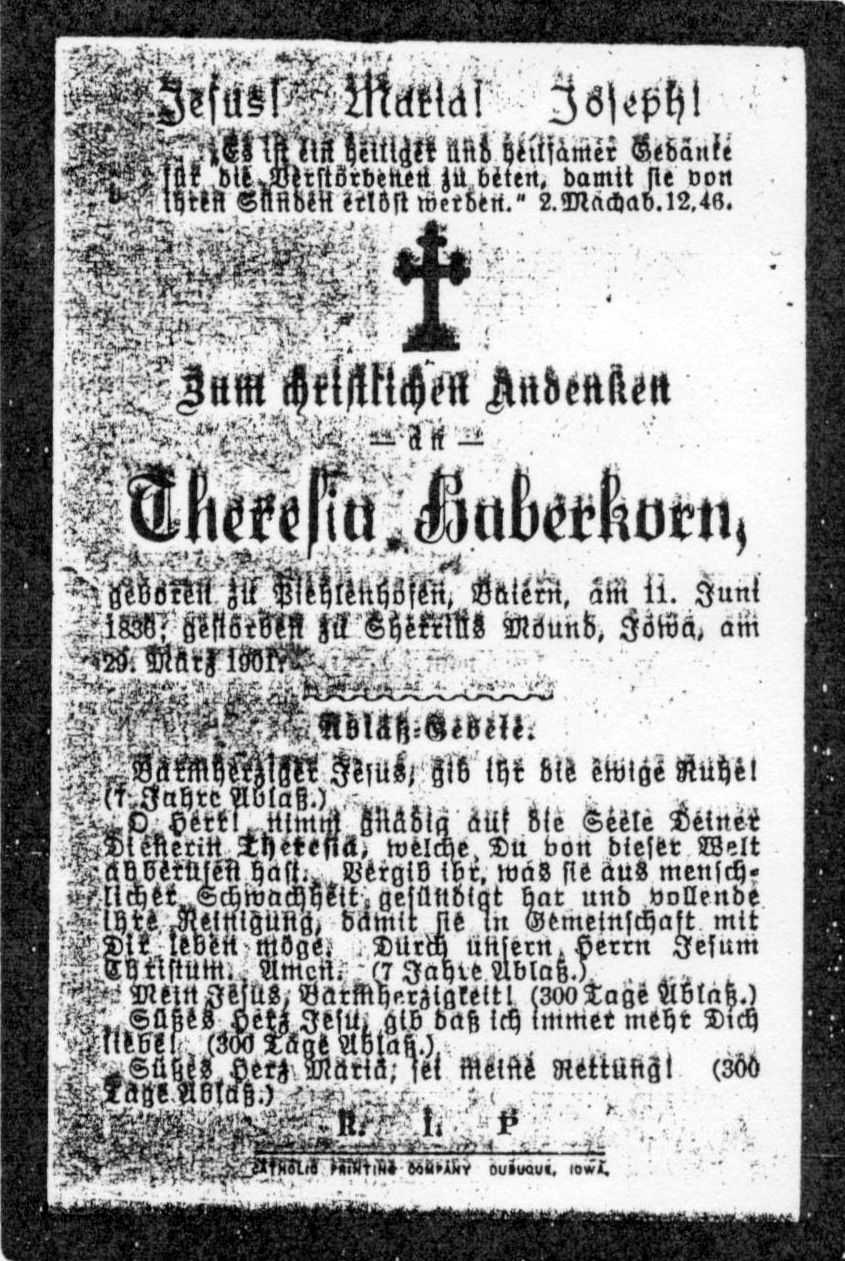 Jesus! Maria! Joseph!
„Es ist ein heiliger und heilsamer Gedanke
für die Verstorbenen zu beten, damit sie von
ihren Sünden erlöst werden.“ 2. Machab. 12, 46.
Zum christlichen Andenken
— an —
Theresia Haberkorn,
geboren zu Piehlenhofen, Baiern, am 11. Juni
1836; gestorben zu Sherrills Mound, Iowa, am
29. März 1901.
Ablaß-Gebete.
Barmherziger Jesus, gib ihr die ewige Ruhe!
(7 Jahre Ablaß.)
O Herr! nimm gnädig auf die Seele Deiner
Dienerin Theresia, welche Du von dieser Welt
abberufen hast. Vergib ihr, was sie aus mensch-
licher Schwachheit gesündigt hat und vollende
ihre Reinigung, damit sie in Gemeinschaft mit
Dir leben möge. Durch unsern Herrn Jesum
Christum. Amen. (7 Jahre Ablaß.)
Mein Jesus, Barmherzigkeit! (300 Tage Ablaß.)
Süßes Herz Jesu, gib daß ich immer mehr Dich
liebe! (300 Tage Ablaß.)
Süßes Herz Mariä, sei meine Rettung! (300
Tage Ablaß.)
R. I. P
CATHOLIC PRINTING COMPANY DUBUQUE, IOWA.